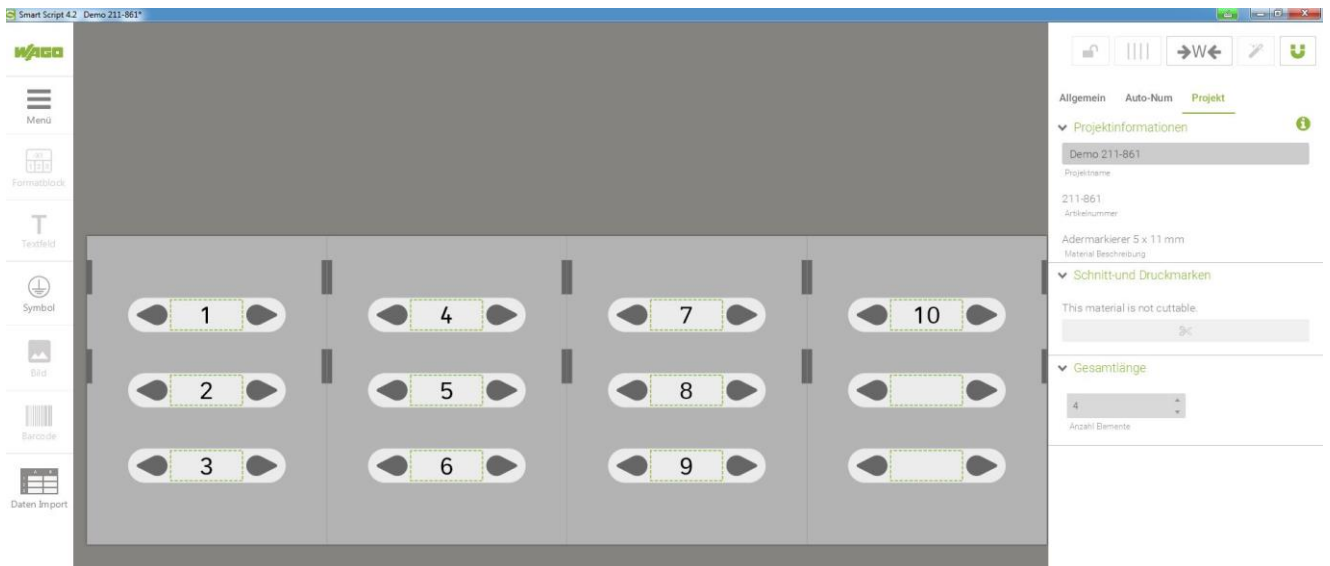 Smart Script 4.2 Demo 211-861*
WAGO
Menü
Formatblock
Textfeld
Symbol
Bild
Barcode
Daten Import
1 4 7 10
2 5 8
3 6 9
→W←
Allgemein Auto-Num Projekt
Projektinformationen
Demo 211-861
Projektname
211-861
Artikelnummer
Adermarkierer 5 x 11 mm
Material Beschreibung
Schnitt-und Druckmarken
This material is not cuttable.
Gesamtlänge
4
Anzahl Elemente